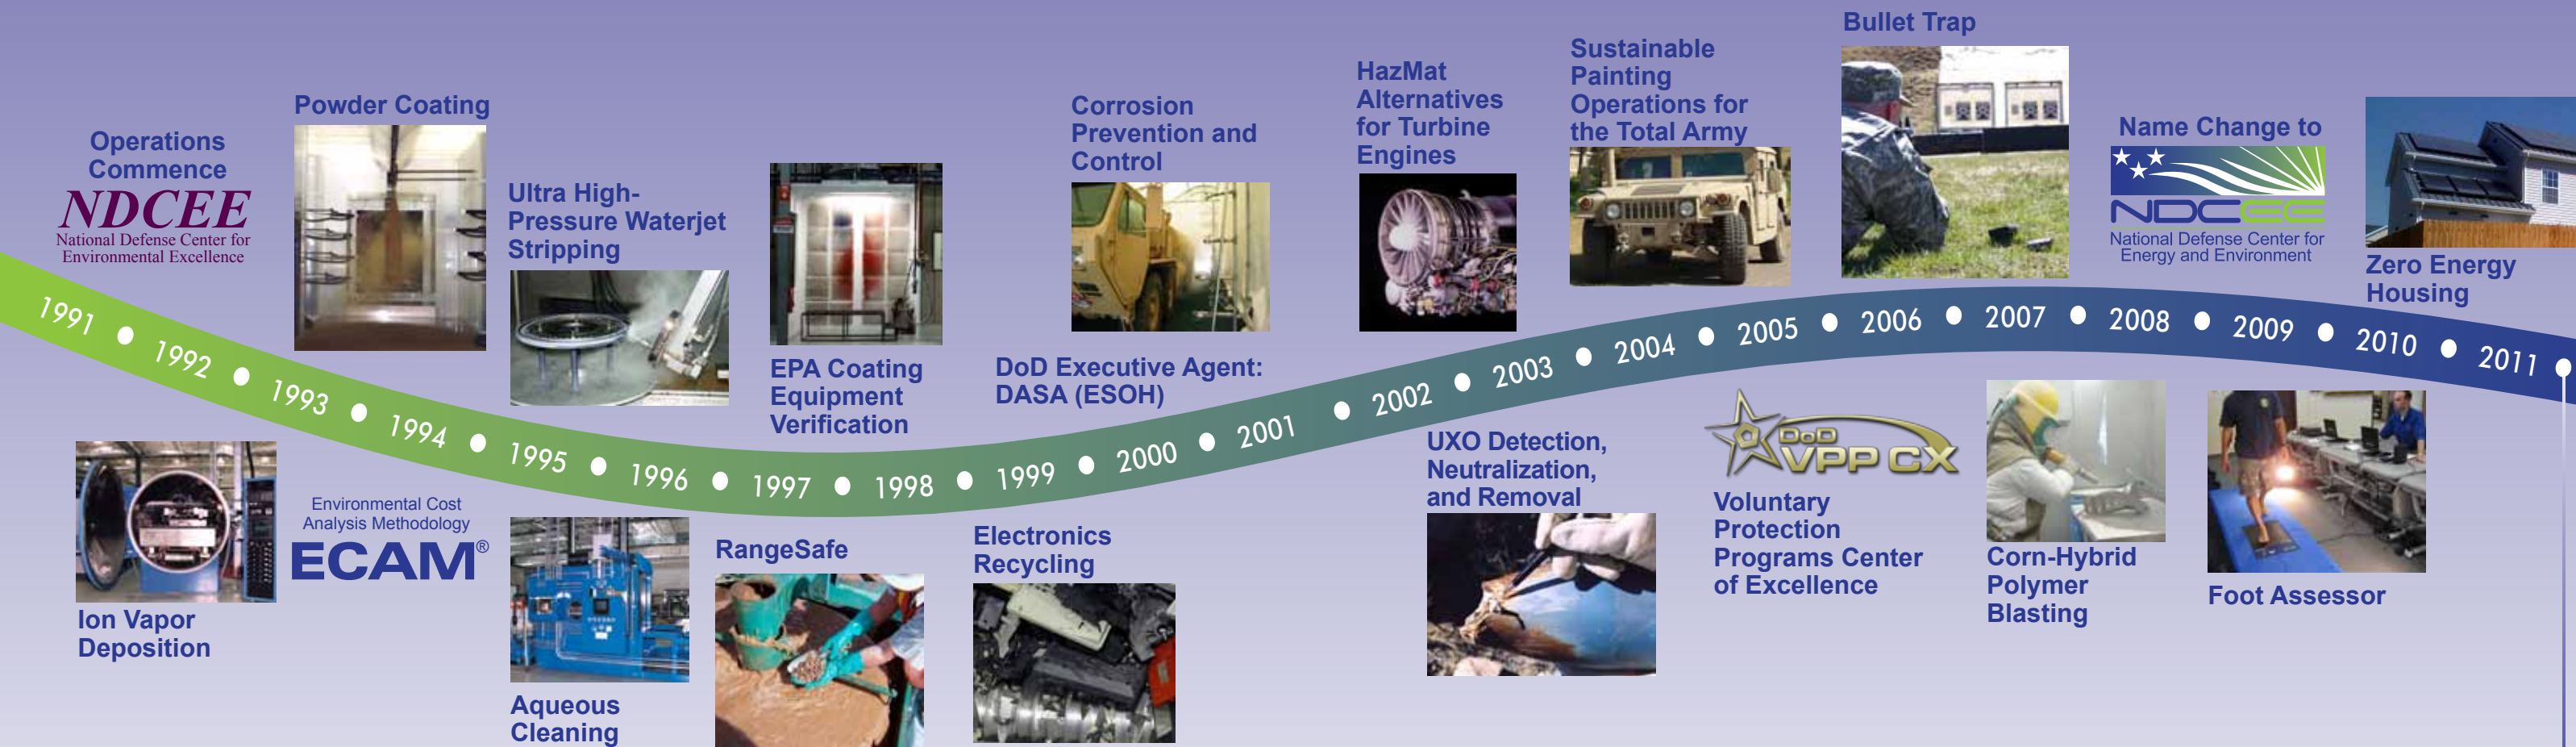 Operations
Commence
NDCEE
National Defense Center for
Environmental Excellence
Powder Coating
Ultra High-
Pressure Waterjet
Stripping
EPA Coating
Equipment
Verification
Corrosion
Prevention and
Control
DoD Executive Agent:
DASA (ESOH)
HazMat
Alternatives
for Turbine
Engines
Sustainable
Painting
Operations for
the Total Army
Bullet Trap
Name Change to
NDCEE
National Defense Center for
Energy and Environment
Zero Energy
Housing
1991
1992
1993
1994
1995
1996
1997
1998
1999
2000
2001
2002
2003
2004
2005
2006
2007
2008
2009
2010
2011
Ion Vapor
Deposition
Environmental Cost
Analysis Methodology
ECAM®
Aqueous
Cleaning
RangeSafe
Electronics
Recycling
UXO Detection,
Neutralization,
and Removal
DoD
VPP CX
Voluntary
Protection
Programs Center
of Excellence
Corn-Hybrid
Polymer
Blasting
Foot Assessor